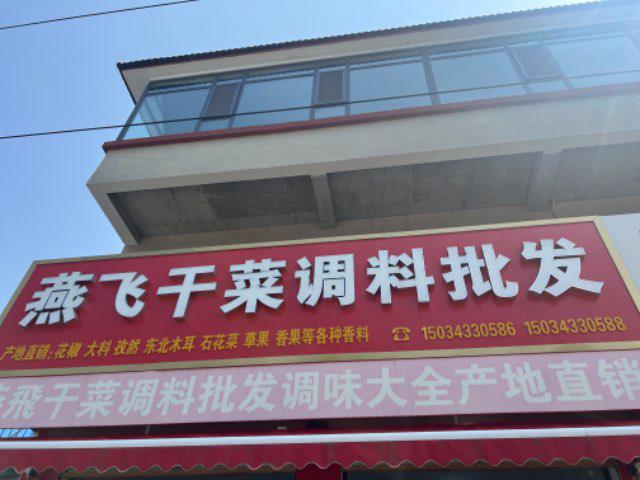 燕飞干菜调料批发
产地直销：花椒 大料 孜然 东北木耳 石花菜 草果 香果等各种香料 ☎ 15034330586 15034330588
燕飛干菜调料批发调味大全产地直销